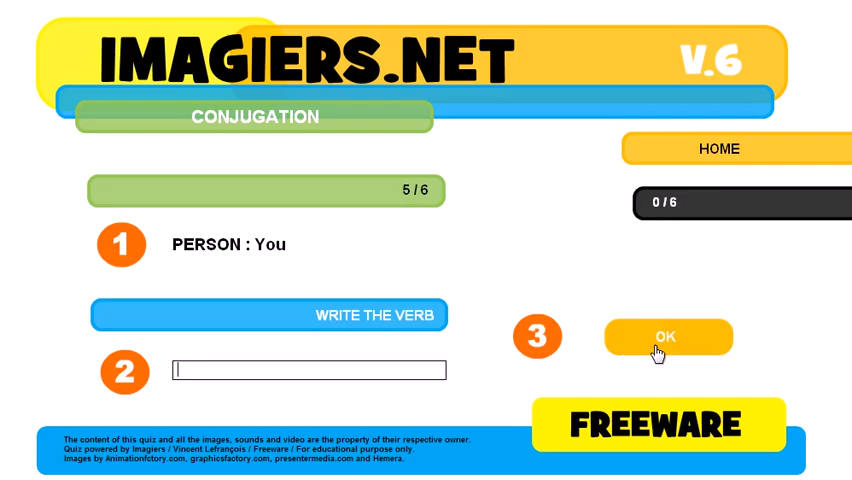 IMAGIERS.NET
V.6
CONJUGATION
HOME
5 / 6
0 / 6
1
PERSON : You
WRITE THE VERB
3
OK
2
FREEWARE
The content of this quiz and all the images, sounds and video are the property of their respective owner.
Quiz powered by Imagiers / Vincent Lefrançois / Freeware / For educational purpose only.
Images by Animationfctory.com, graphicsfactory.com, presentermedia.com and Hemera.